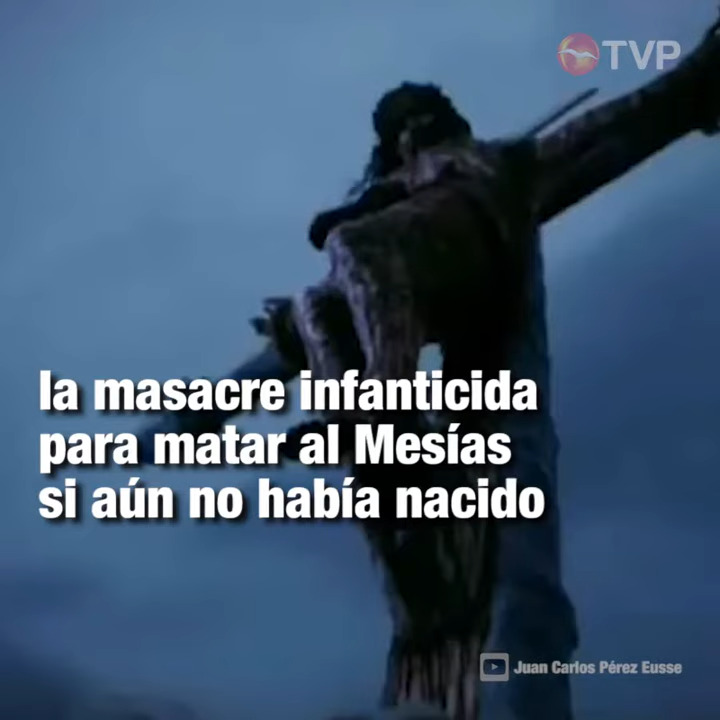 TVP
la masacre infanticida
para matar al Mesías
si aún no había nacido
Juan Carlos Pérez Eusse